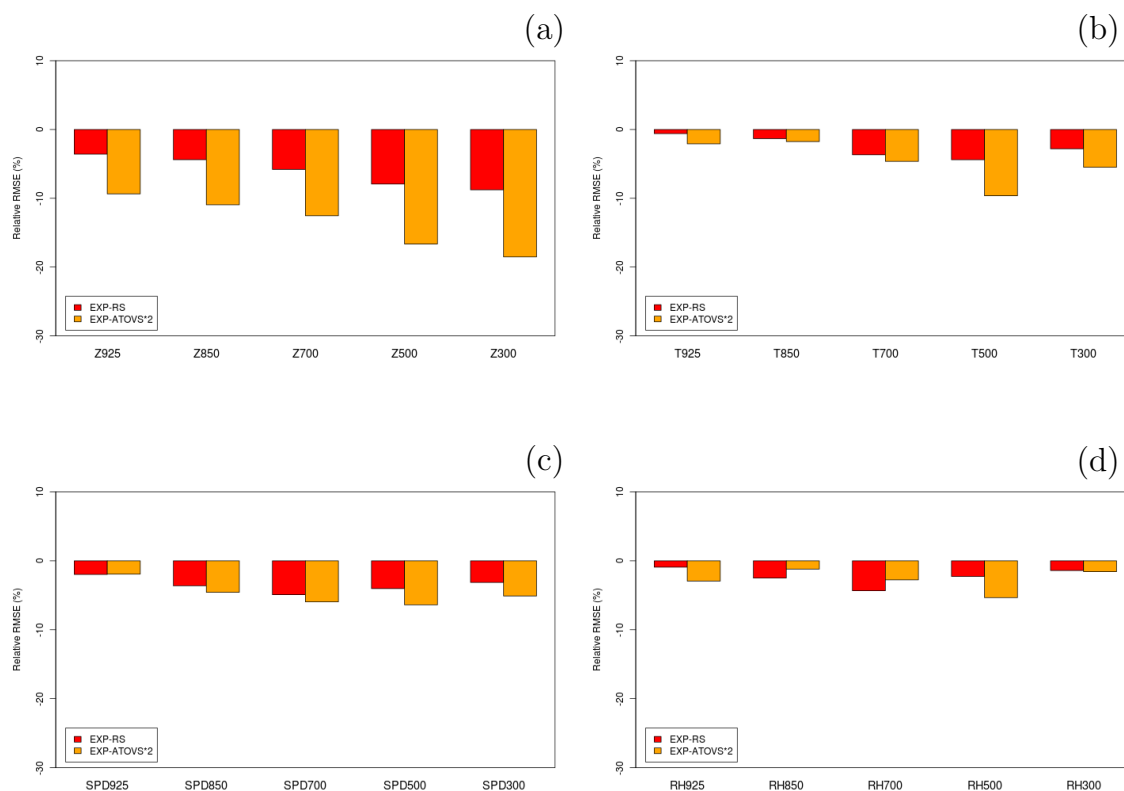 (a)
10
0
-10
-20
-30
Relative RMSE (%)
EXP-RS
EXP-ATOVS*2
Z925 Z850 Z700 Z500 Z300
(b)
10
0
-10
-20
-30
Relative RMSE (%)
EXP-RS
EXP-ATOVS*2
T925 T850 T700 T500 T300
(c)
10
0
-10
-20
-30
Relative RMSE (%)
EXP-RS
EXP-ATOVS*2
SPD925 SPD850 SPD700 SPD500 SPD300
(d)
10
0
-10
-20
-30
Relative RMSE (%)
EXP-RS
EXP-ATOVS*2
RH925 RH850 RH700 RH500 RH300